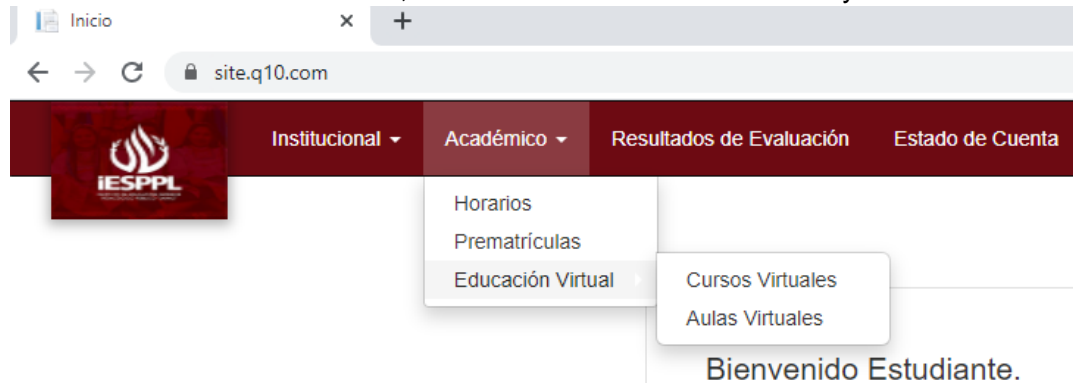 Inicio
site.q10.com
Institucional Académico Resultados de Evaluación Estado de Cuenta
iESPPL
Horarios
Prematrículas
Educación Virtual
Cursos Virtuales
Aulas Virtuales
Bienvenido Estudiante.